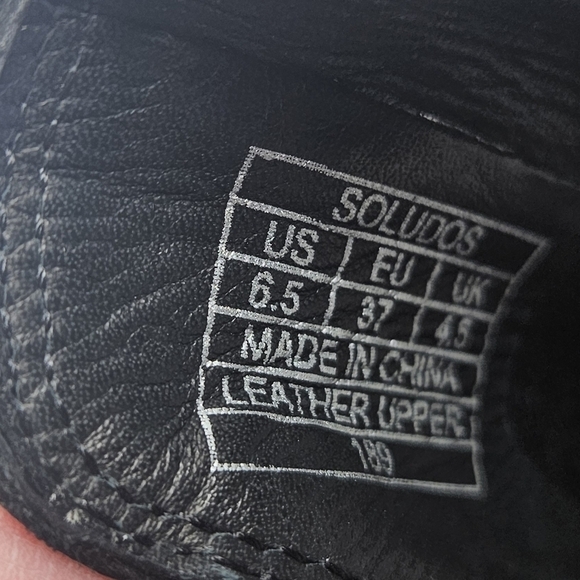 SOLUDOS
US EU UK
6.5 37 4.5
MADE IN CHINA
LEATHER UPPER
189